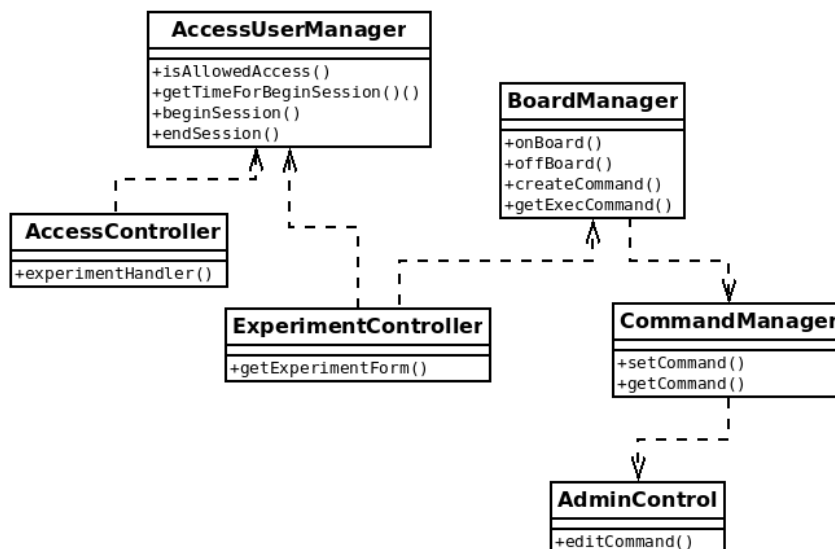 AccessUserManager
+isAllowedAccess()
+getTimeForBeginSession()()
+beginSession()
+endSession()
BoardManager
+onBoard()
+offBoard()
+createCommand()
+getExecCommand()
AccessController
+experimentHandler()
ExperimentController
+getExperimentForm()
CommandManager
+setCommand()
+getCommand()
AdminControl
+editCommand()